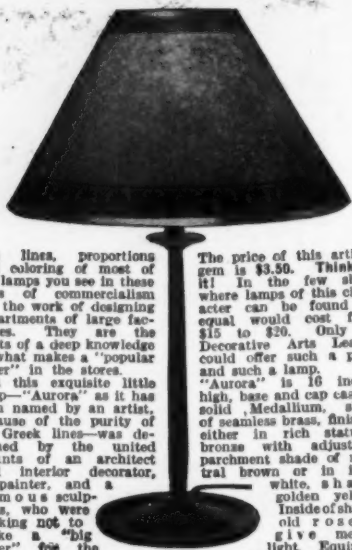 lines, proportions
coloring of most of
lamps you see in these
s of commercialism
the work of designing
artments of large fac-
es. They are the
ts of a deep knowledge
what makes a "popular
er" in the stores.
this exquisite little
p—"Aurora" as it has
n named by an artist,
use of the purity of
Greek lines—was de-
ed by the united
nts of an architect
interior decorator,
painter, and a
mous sculp-
s, who were
king not to
ke a "big
er" for the
The price of this arti
gem is $3.50. Think
it! In the few s
where lamps of this ch
acter can be found
equal would cost f
$15 to $20. Only
Decorative Arts Lea
could offer such a p
and such a lamp.
"Aurora" is 16 inc
high, base and cap cas
solid Medallium, s
of seamless brass, finis
either in rich stat
bronze with adjust
parchment shade of
tral brown or in
white, sha
golden yel
Inside of sh
old rose
give me
light. Equi